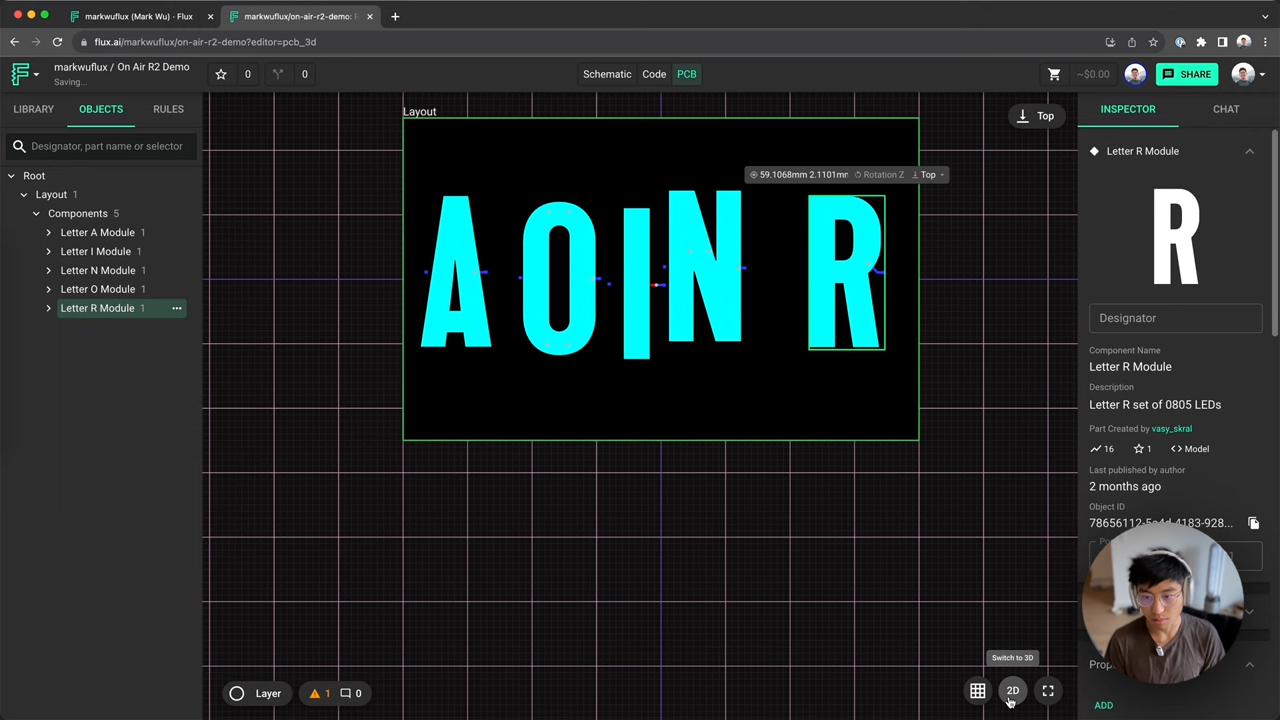 markwuflux (Mark Wu) · Flux
markwuflux/on-air-r2-demo: R
flux.ai/markwuflux/on-air-r2-demo?editor=pcb_3d
markwuflux / On Air R2 Demo
Saving...
0
0
Schematic
Code
PCB
~$0.00
SHARE
LIBRARY
OBJECTS
RULES
INSPECTOR
CHAT
Designator, part name or selector
Root
Layout 1
Components 5
Letter A Module 1
Letter I Module 1
Letter N Module 1
Letter O Module 1
Letter R Module 1
Layout
Top
59.1068mm 2.1101mm
Rotation Z
Top
A O I N R
Letter R Module
R
Designator
Component Name
Letter R Module
Description
Letter R set of 0805 LEDs
Part Created by vasy_skral
16
1
Model
Last published by author
2 months ago
Object ID
78656112-5a4d-4183-928...
Prop
ADD
Switch to 3D
2D
Layer
1
0